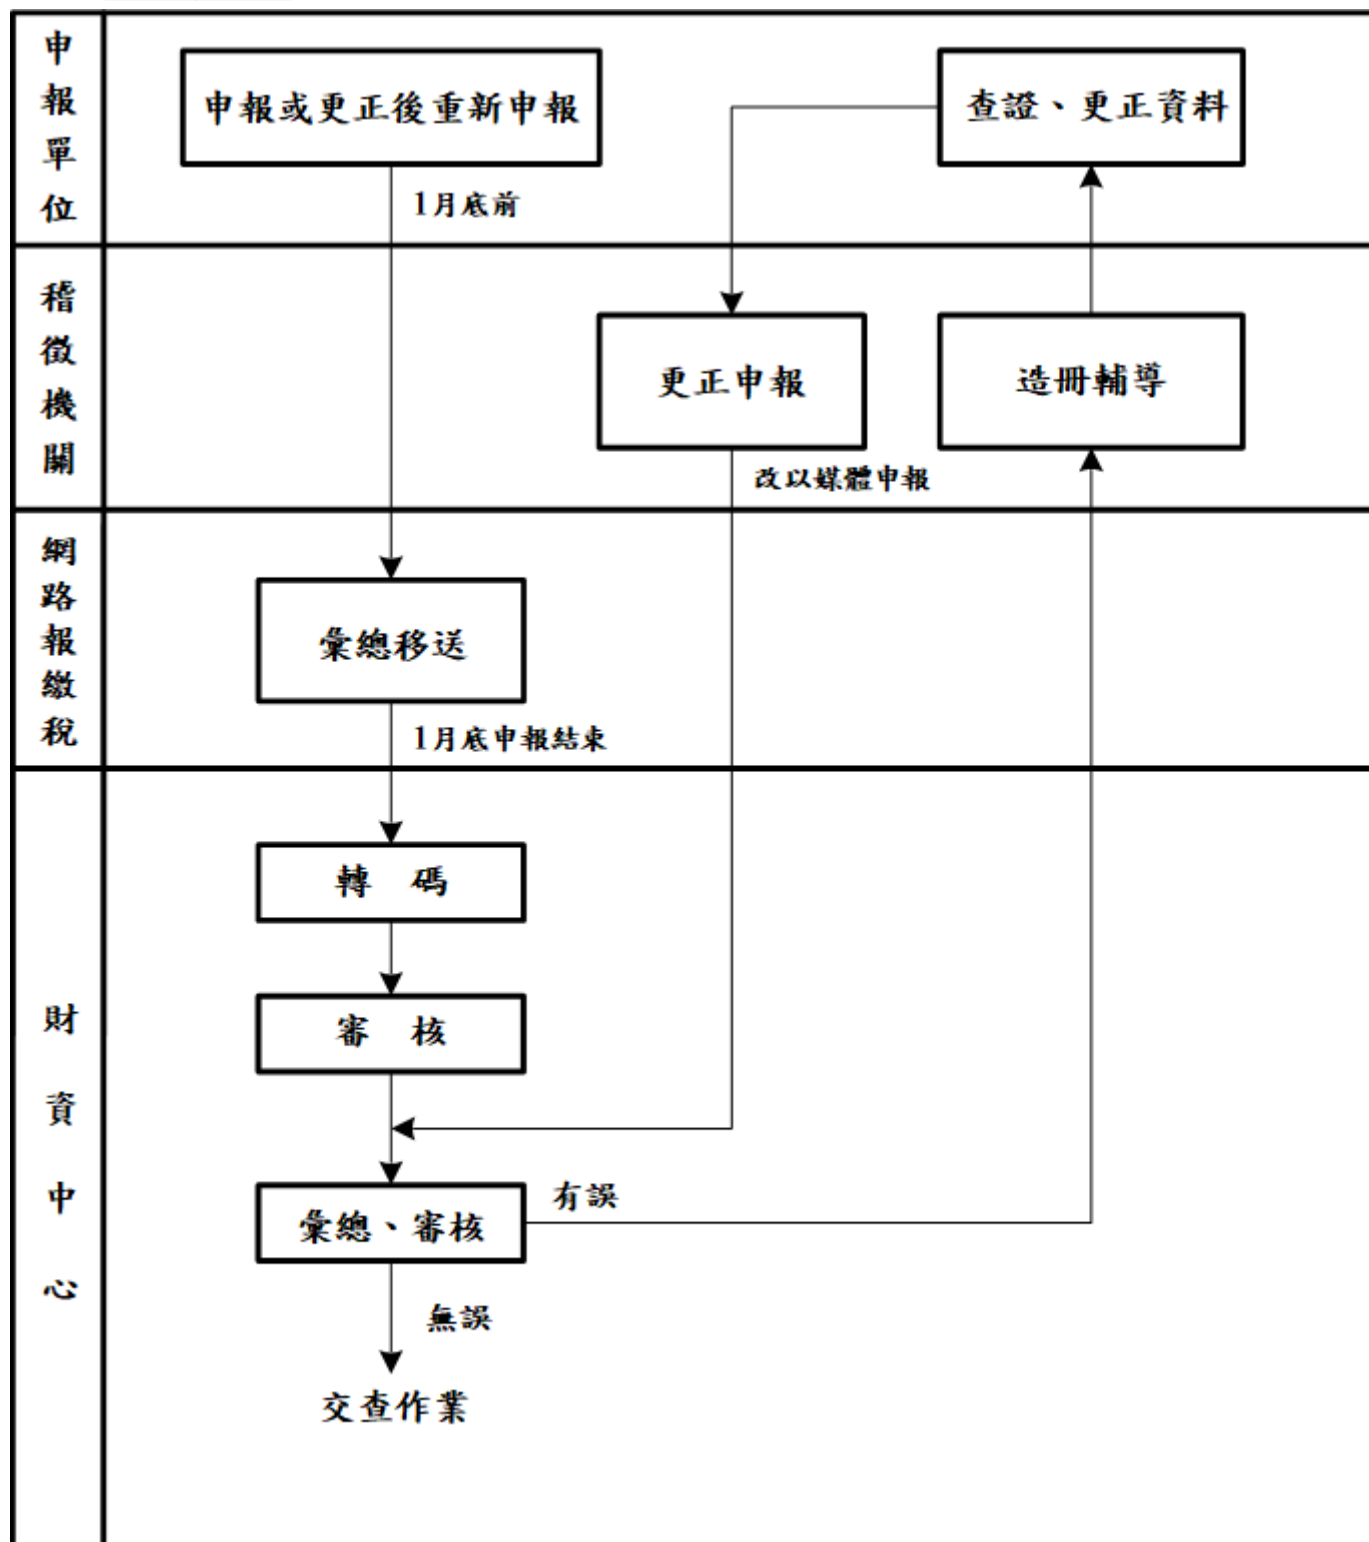 申報單位
申報或更正後重新申報
查證、更正資料
1月底前
稽徵機關
更正申報
造冊輔導
改以媒體申報
網路報繳稅
彙總移送
1月底申報結束
財資中心
轉 碼
審 核
彙總、審核
有誤
無誤
交查作業